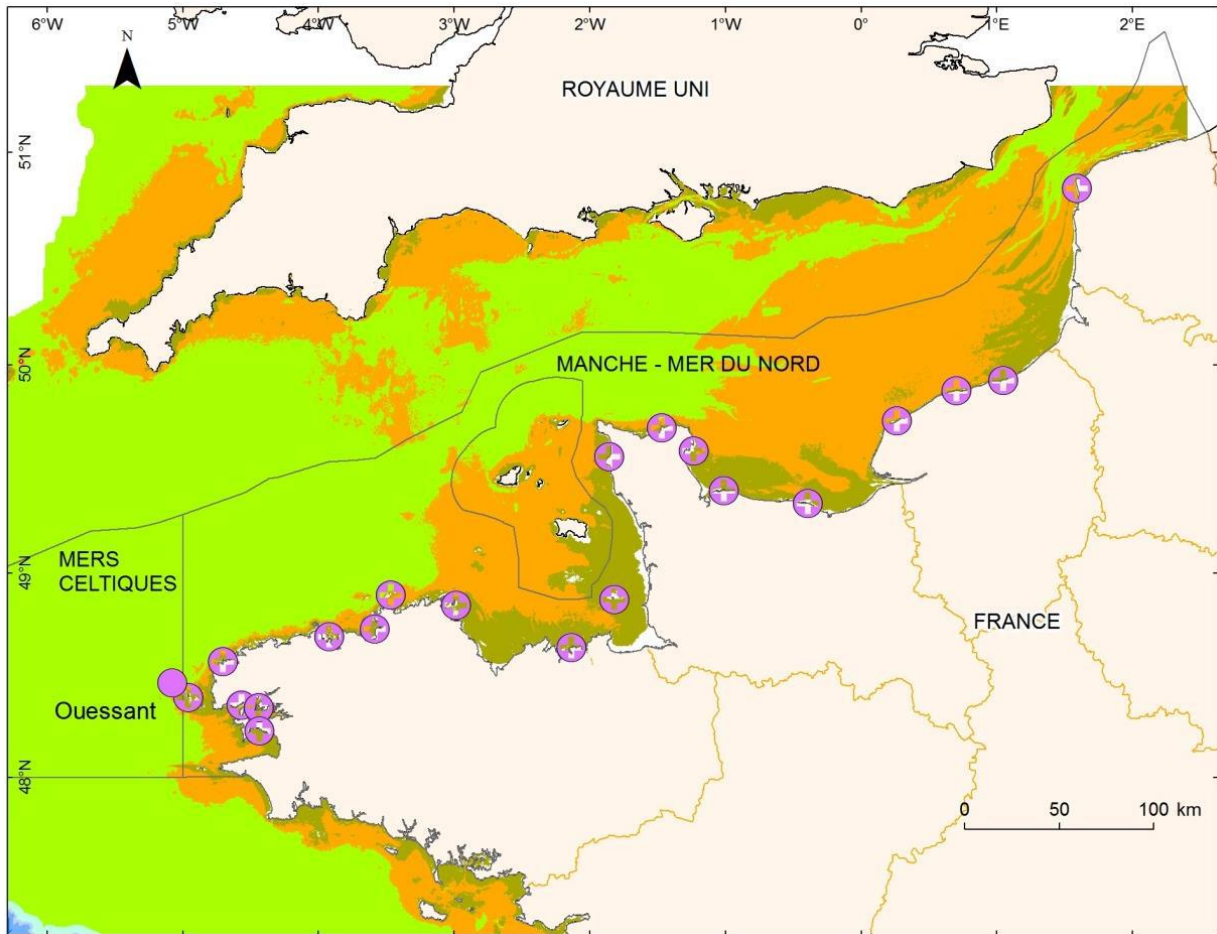 6°W 5°W 4°W 3°W 2°W 1°W 0° 1°E 2°E
N
ROYAUME UNI
51°N
50°N
MANCHE - MER DU NORD
49°N
MERS
CELTIQUES
FRANCE
Ouessant
48°N
0 50 100 km